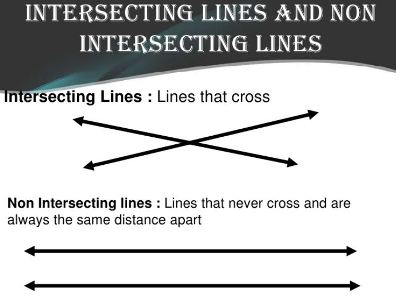 Intersecting Lines and Non
Intersecting Lines
Intersecting Lines : Lines that cross
Non Intersecting lines : Lines that never cross and are
always the same distance apart